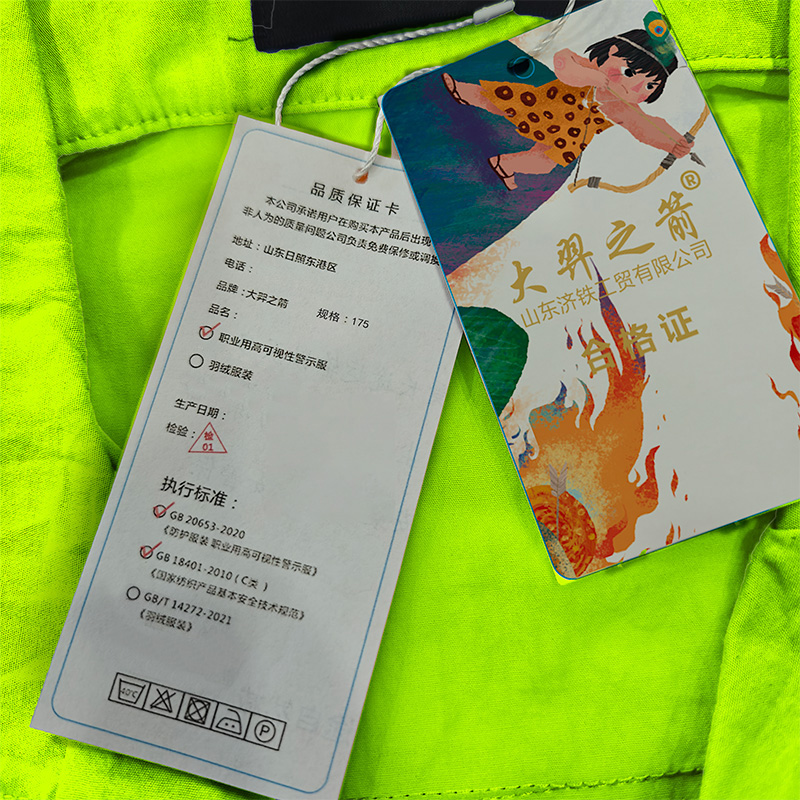 品质保证卡
本公司承诺用户在购买本产品后出现
非人为的质量问题公司负责免费保修或调换
地址：山东日照东港区
电话：
品牌：大羿之箭 规格：175
品名：
职业用高可视性警示服
羽绒服装
生产日期：
检验：检
01
执行标准：
GB 20653-2020
《防护服装 职业用高可视性警示服》
GB 18401-2010（C类 ）
《国家纺织产品基本安全技术规范》
GB/T 14272-2021
《羽绒服装》
40℃
P
大羿之箭®
山东济铁工贸有限公司
合格证